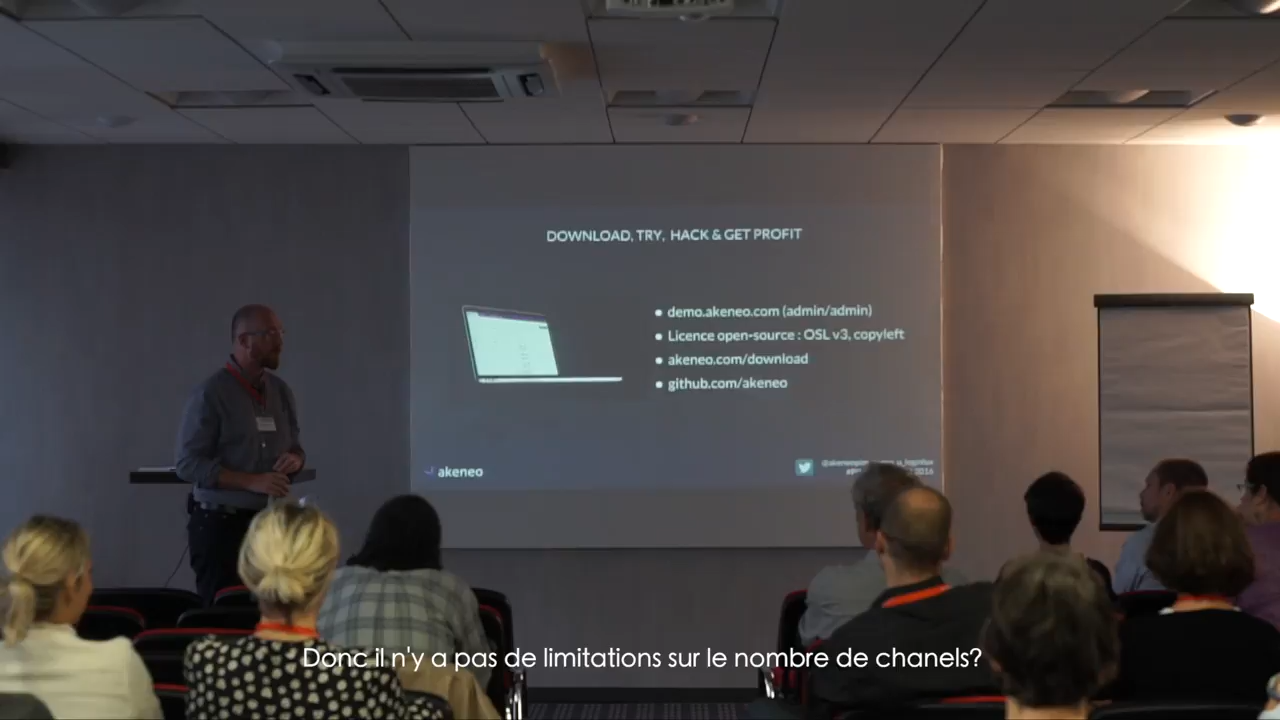 DOWNLOAD, TRY, HACK & GET PROFIT
demo.akeneo.com (admin/admin)
Licence open-source : OSL v3, copyleft
akeneo.com/download
github.com/akeneo
akeneo
2016
Donc il n'y a pas de limitations sur le nombre de chanels?